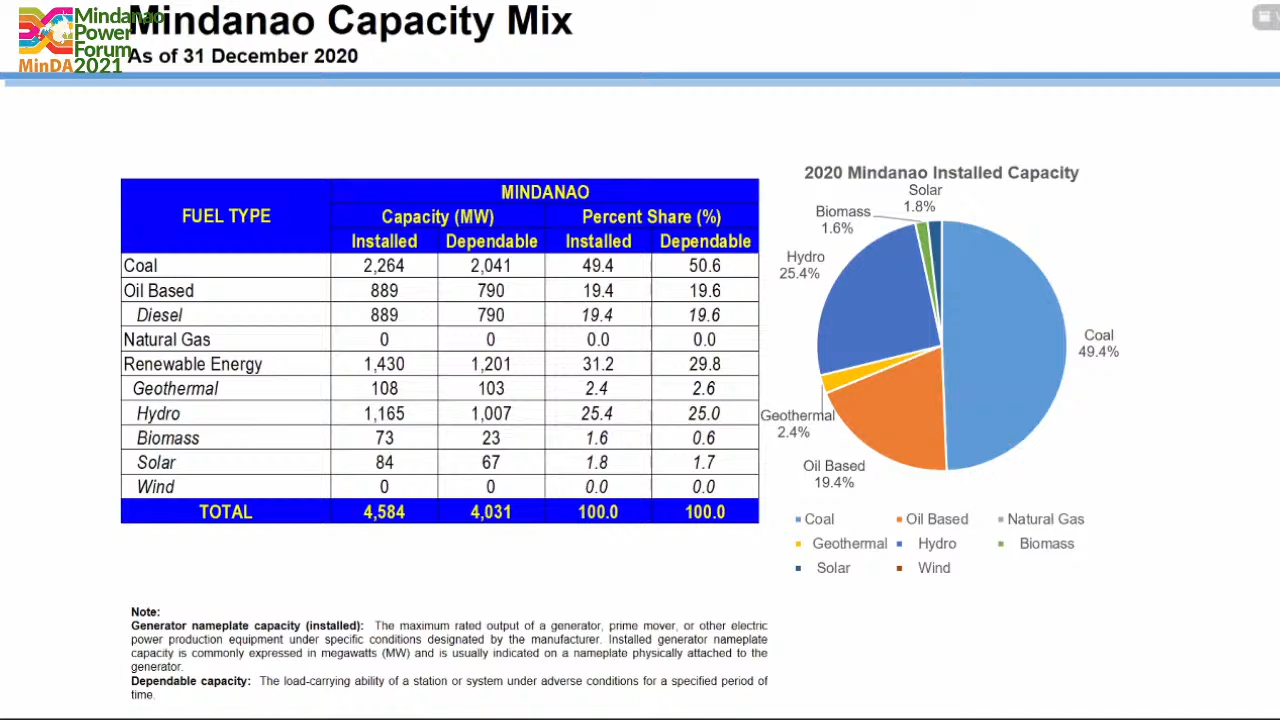 Mindanao
Power
Forum
MinDA 2021
Mindanao Capacity Mix
As of 31 December 2020
FUEL TYPE
MINDANAO
Capacity (MW) Percent Share (%)
Installed Dependable Installed Dependable
Coal 2,264 2,041 49.4 50.6
Oil Based 889 790 19.4 19.6
Diesel 889 790 19.4 19.6
Natural Gas 0 0 0.0 0.0
Renewable Energy 1,430 1,201 31.2 29.8
Geothermal 108 103 2.4 2.6
Hydro 1,165 1,007 25.4 25.0
Biomass 73 23 1.6 0.6
Solar 84 67 1.8 1.7
Wind 0 0 0.0 0.0
TOTAL 4,584 4,031 100.0 100.0
2020 Mindanao Installed Capacity
Solar
1.8%
Biomass
1.6%
Hydro
25.4%
Coal
49.4%
Geothermal
2.4%
Oil Based
19.4%
Coal Oil Based Natural Gas
Geothermal Hydro Biomass
Solar Wind
Note:
Generator nameplate capacity (installed): The maximum rated output of a generator, prime mover, or other electric
power production equipment under specific conditions designated by the manufacturer. Installed generator nameplate
capacity is commonly expressed in megawatts (MW) and is usually indicated on a nameplate physically attached to the
generator.
Dependable capacity: The load-carrying ability of a station or system under adverse conditions for a specified period of
time.